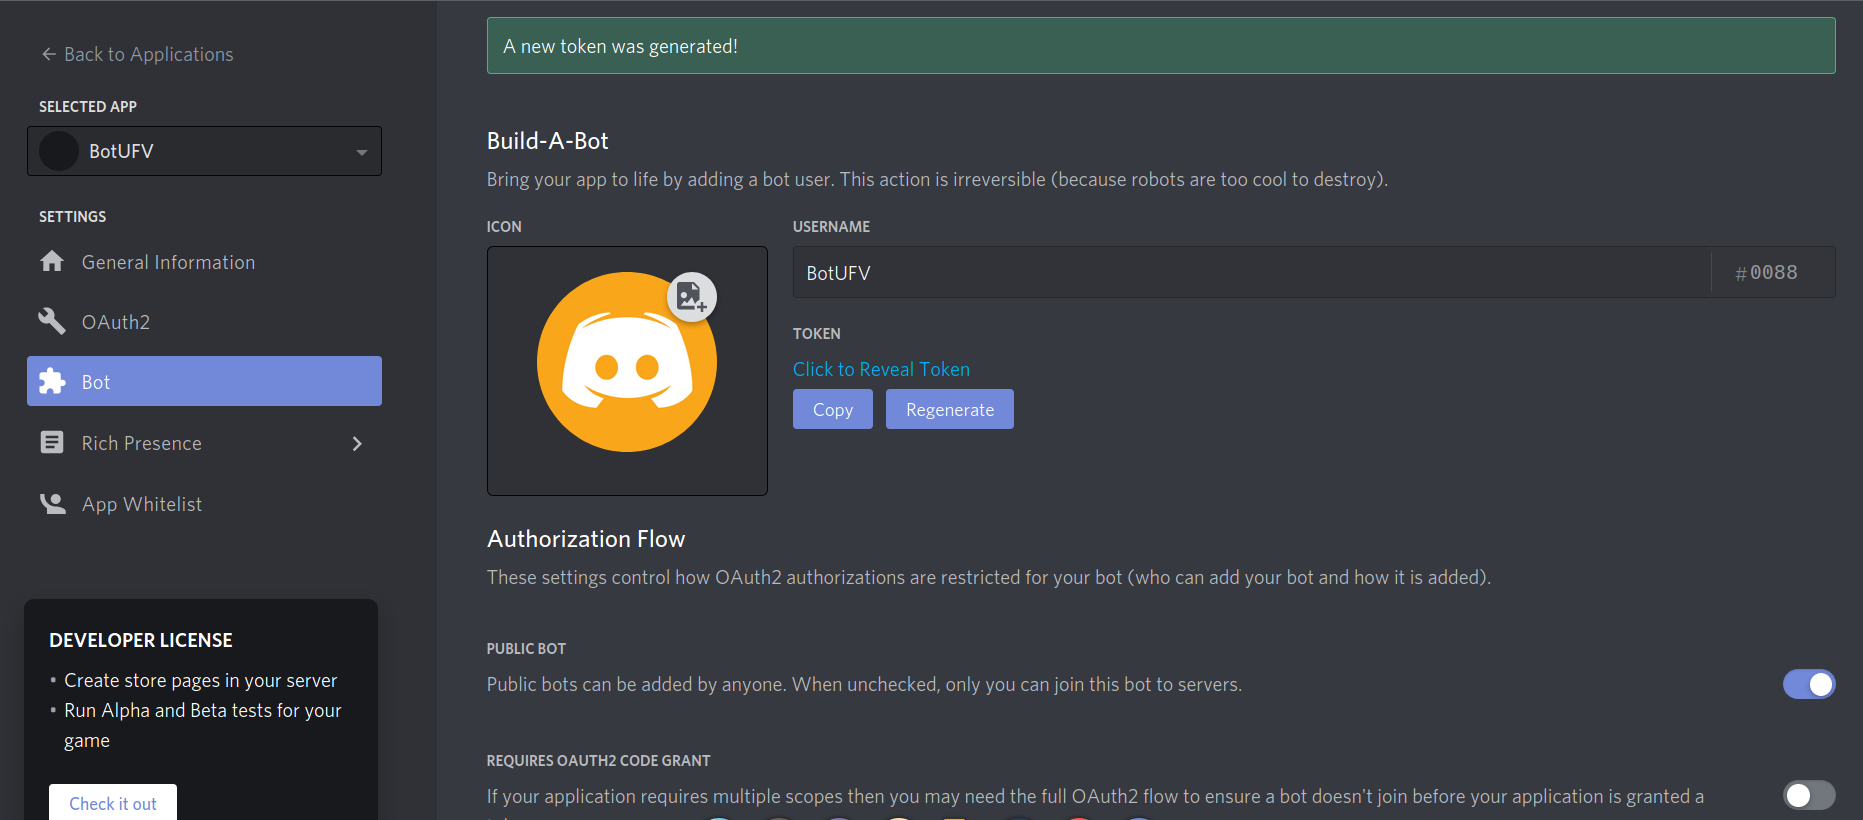 Back to Applications
SELECTED APP
BotUFV
SETTINGS
General Information
OAuth2
Bot
Rich Presence
App Whitelist
DEVELOPER LICENSE
• Create store pages in your server
• Run Alpha and Beta tests for your
game
Check it out
A new token was generated!
Build-A-Bot
Bring your app to life by adding a bot user. This action is irreversible (because robots are too cool to destroy).
ICON
USERNAME
BotUFV #0088
TOKEN
Click to Reveal Token
Copy Regenerate
Authorization Flow
These settings control how OAuth2 authorizations are restricted for your bot (who can add your bot and how it is added).
PUBLIC BOT
Public bots can be added by anyone. When unchecked, only you can join this bot to servers.
REQUIRES OAUTH2 CODE GRANT
If your application requires multiple scopes then you may need the full OAuth2 flow to ensure a bot doesn't join before your application is granted a